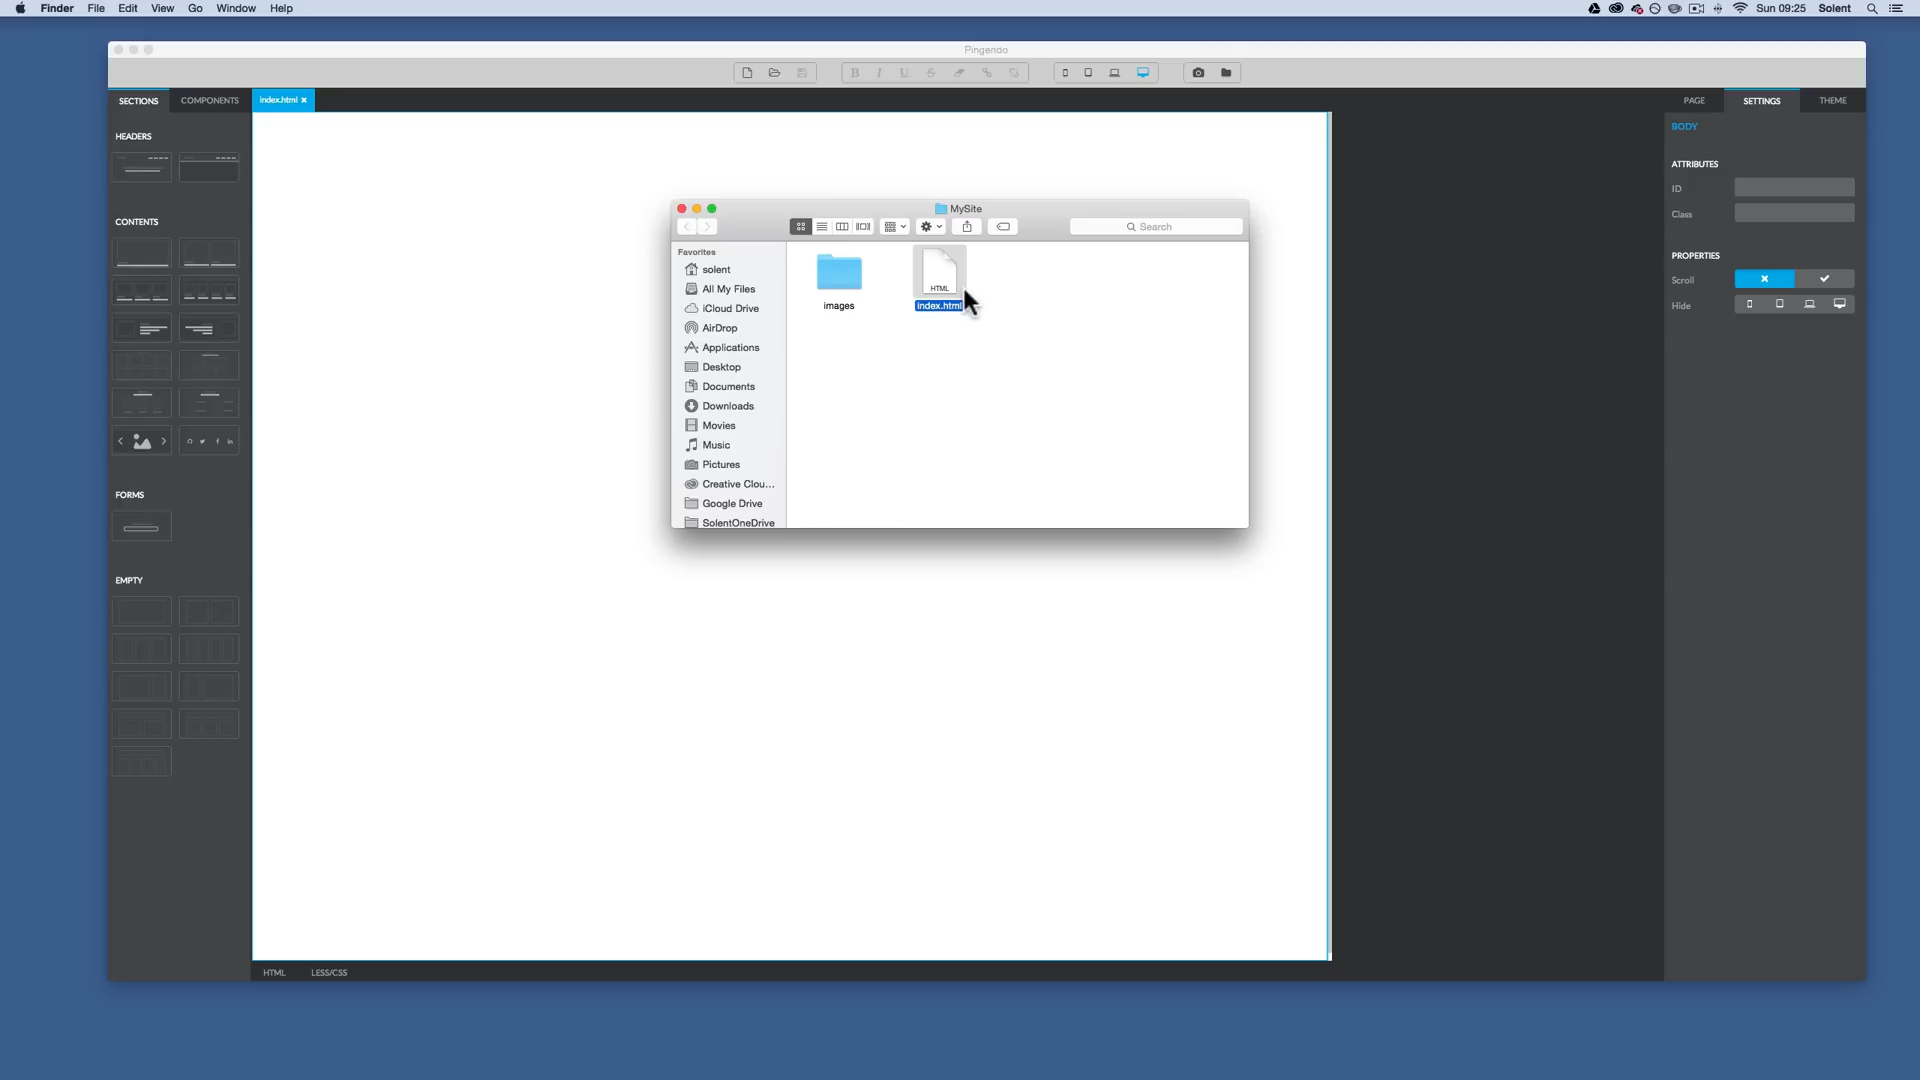 Finder File Edit View Go Window Help Sun 09:25 Solent
Pingendo
B I U S
SECTIONS COMPONENTS index.html PAGE SETTINGS THEME
HEADERS
CONTENTS
FORMS
EMPTY
MySite
Search
Favorites
solent
All My Files
iCloud Drive
AirDrop
Applications
Desktop
Documents
Downloads
Movies
Music
Pictures
Creative Clou...
Google Drive
SolentOneDrive
images
HTML
index.html
BODY
ATTRIBUTES
ID
Class
PROPERTIES
Scroll
Hide
HTML LESS/CSS